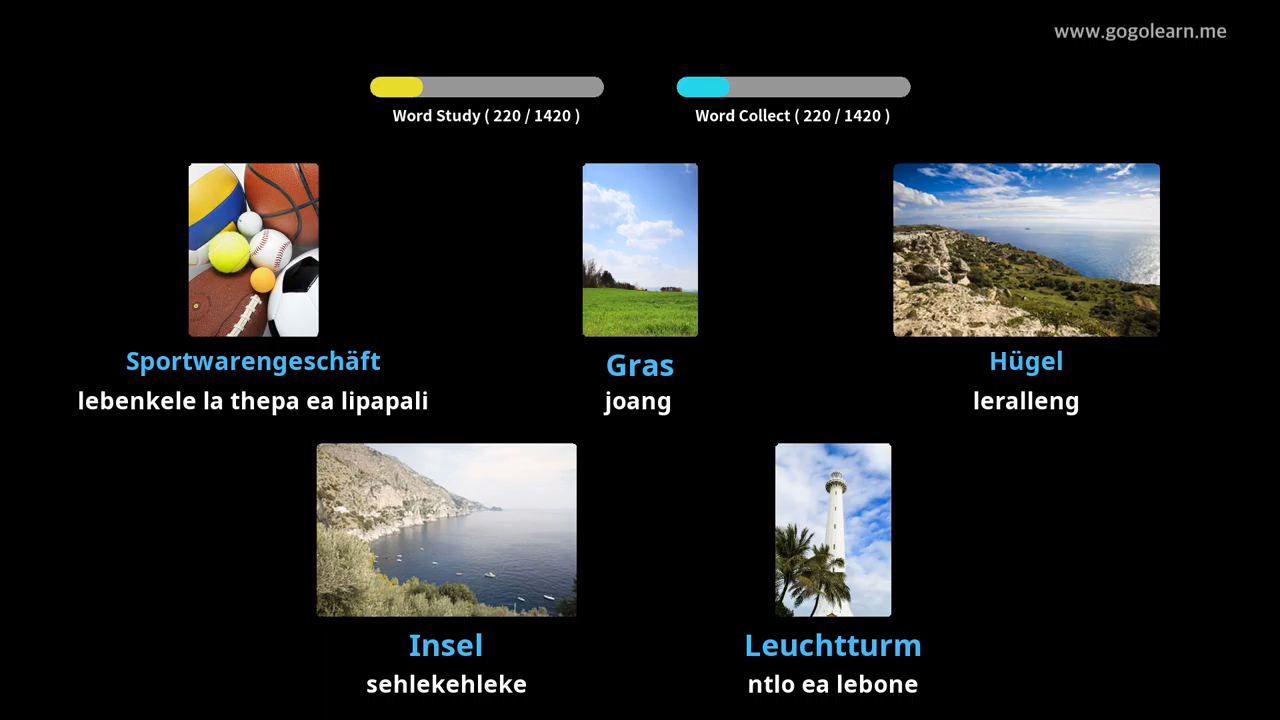 www.gogolearn.me
Word Study ( 220 / 1420 )
Word Collect ( 220 / 1420 )
Sportwarengeschäft
lebenkele la thepa ea lipapali
Gras
joang
Hügel
leralleng
Insel
sehlekehleke
Leuchtturm
ntlo ea lebone